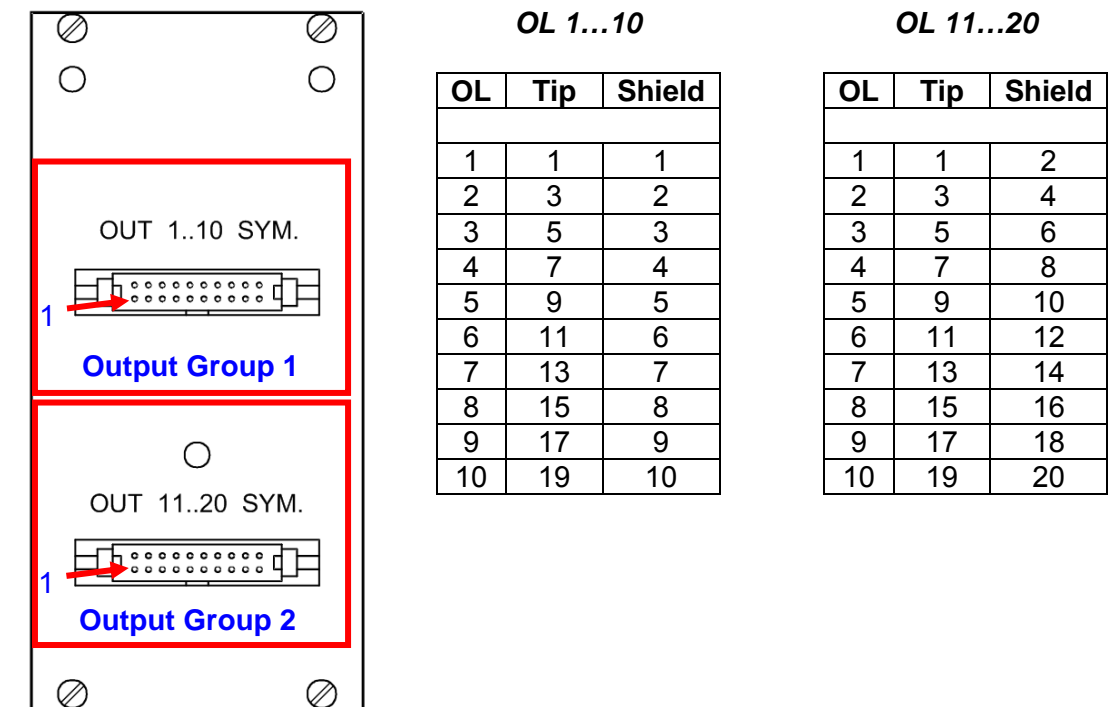 OUT 1..10 SYM.
1
Output Group 1
OUT 11..20 SYM.
1
Output Group 2
OL 1…10
OL Tip Shield
1 1 1
2 3 2
3 5 3
4 7 4
5 9 5
6 11 6
7 13 7
8 15 8
9 17 9
10 19 10
OL 11…20
OL Tip Shield
1 1 2
2 3 4
3 5 6
4 7 8
5 9 10
6 11 12
7 13 14
8 15 16
9 17 18
10 19 20